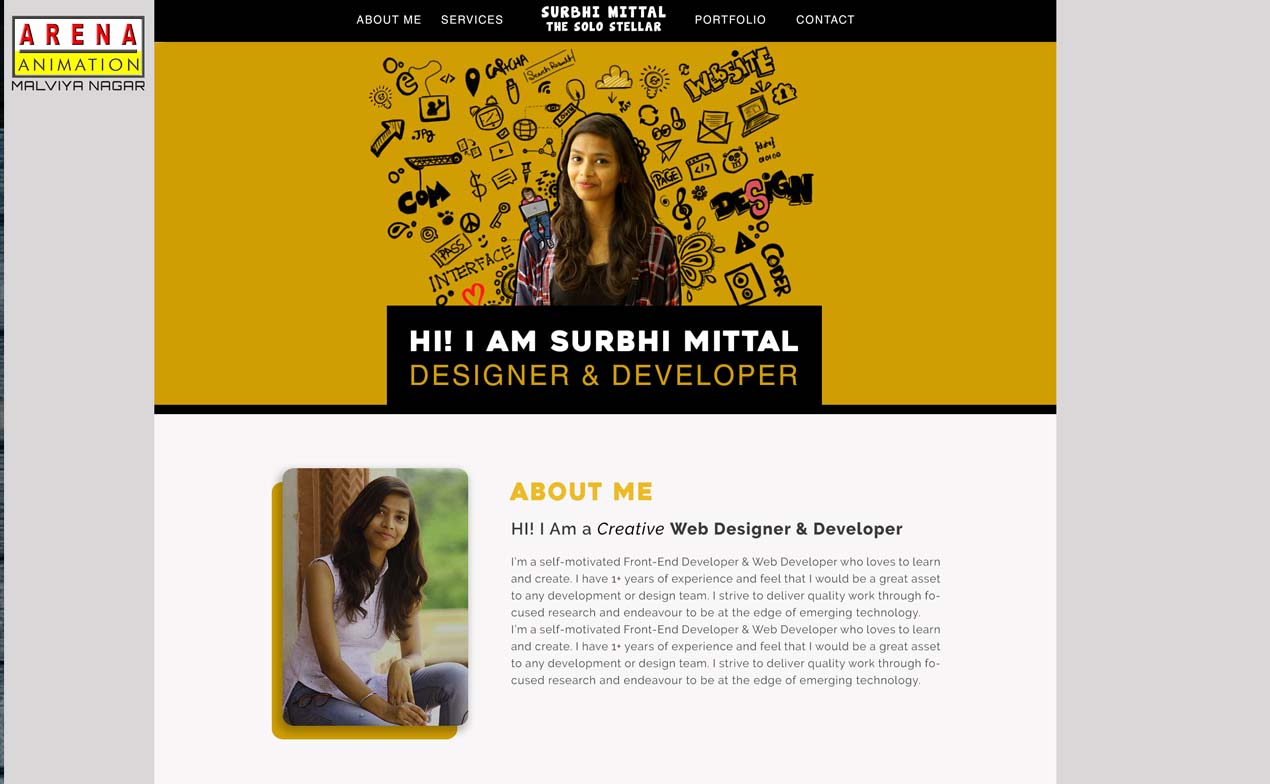 ARENA
ANIMATION
MALVIYA NAGAR
ABOUT ME
SERVICES
SURBHI MITTAL
THE SOLO STELLAR
PORTFOLIO
CONTACT
CAPTCHA
Search Result!
WEBSITE
</>
LOGIN
.JPG
COM
PAGE
</>
DESIGN
PASS
INTERFACE
CODER
HI! I AM SURBHI MITTAL
DESIGNER & DEVELOPER
ABOUT ME
HI! I Am a Creative Web Designer & Developer
I'm a self-motivated Front-End Developer & Web Developer who loves to learn
and create. I have 1+ years of experience and feel that I would be a great asset
to any development or design team. I strive to deliver quality work through fo-
cused research and endeavour to be at the edge of emerging technology.
I'm a self-motivated Front-End Developer & Web Developer who loves to learn
and create. I have 1+ years of experience and feel that I would be a great asset
to any development or design team. I strive to deliver quality work through fo-
cused research and endeavour to be at the edge of emerging technology.